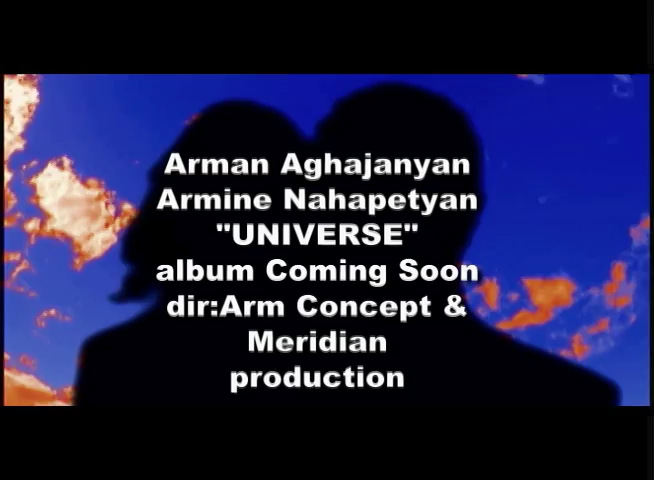 Arman Aghajanyan
Armine Nahapetyan
"UNIVERSE"
album Coming Soon
dir:Arm Concept &
Meridian
production